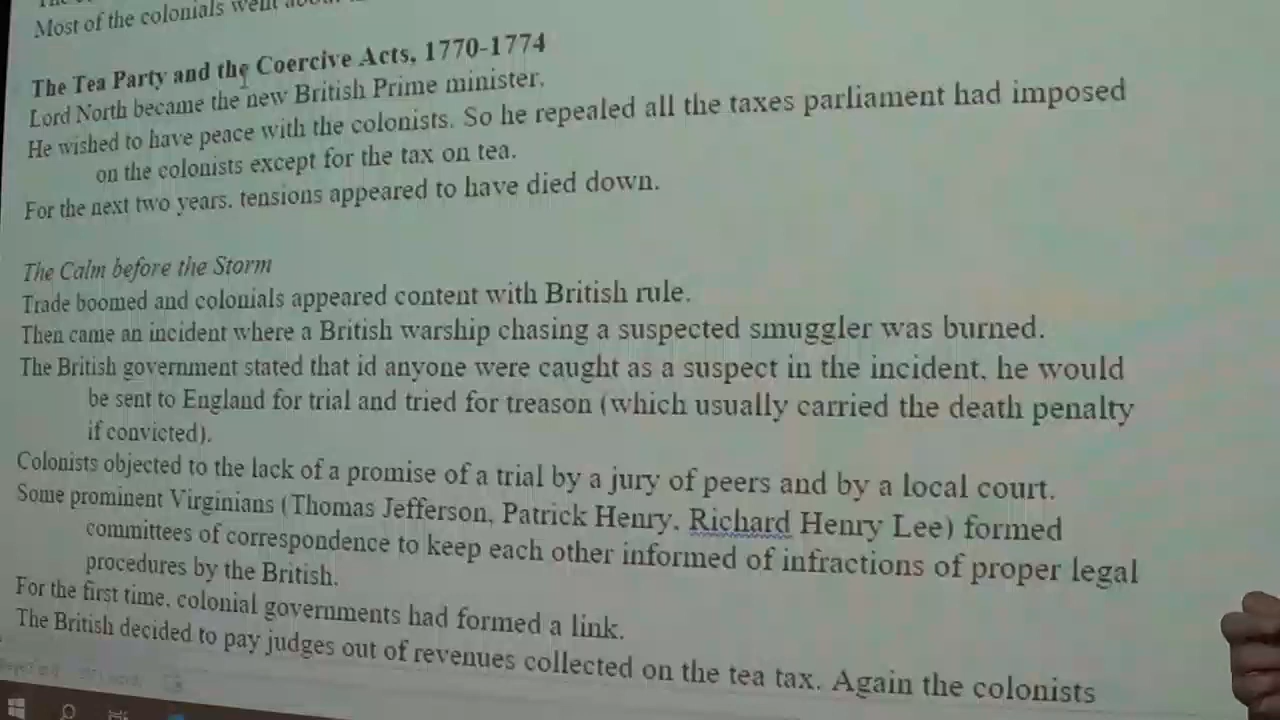 Most of the colonials went about
The Tea Party and the Coercive Acts, 1770-1774
Lord North became the new British Prime minister.
He wished to have peace with the colonists. So he repealed all the taxes parliament had imposed
on the colonists except for the tax on tea.
For the next two years, tensions appeared to have died down.
The Calm before the Storm
Trade boomed and colonials appeared content with British rule.
Then came an incident where a British warship chasing a suspected smuggler was burned.
The British government stated that id anyone were caught as a suspect in the incident, he would
be sent to England for trial and tried for treason (which usually carried the death penalty
if convicted).
Colonists objected to the lack of a promise of a trial by a jury of peers and by a local court.
Some prominent Virginians (Thomas Jefferson, Patrick Henry, Richard Henry Lee) formed
committees of correspondence to keep each other informed of infractions of proper legal
procedures by the British.
For the first time, colonial governments had formed a link.
The British decided to pay judges out of revenues collected on the tea tax. Again the colonists